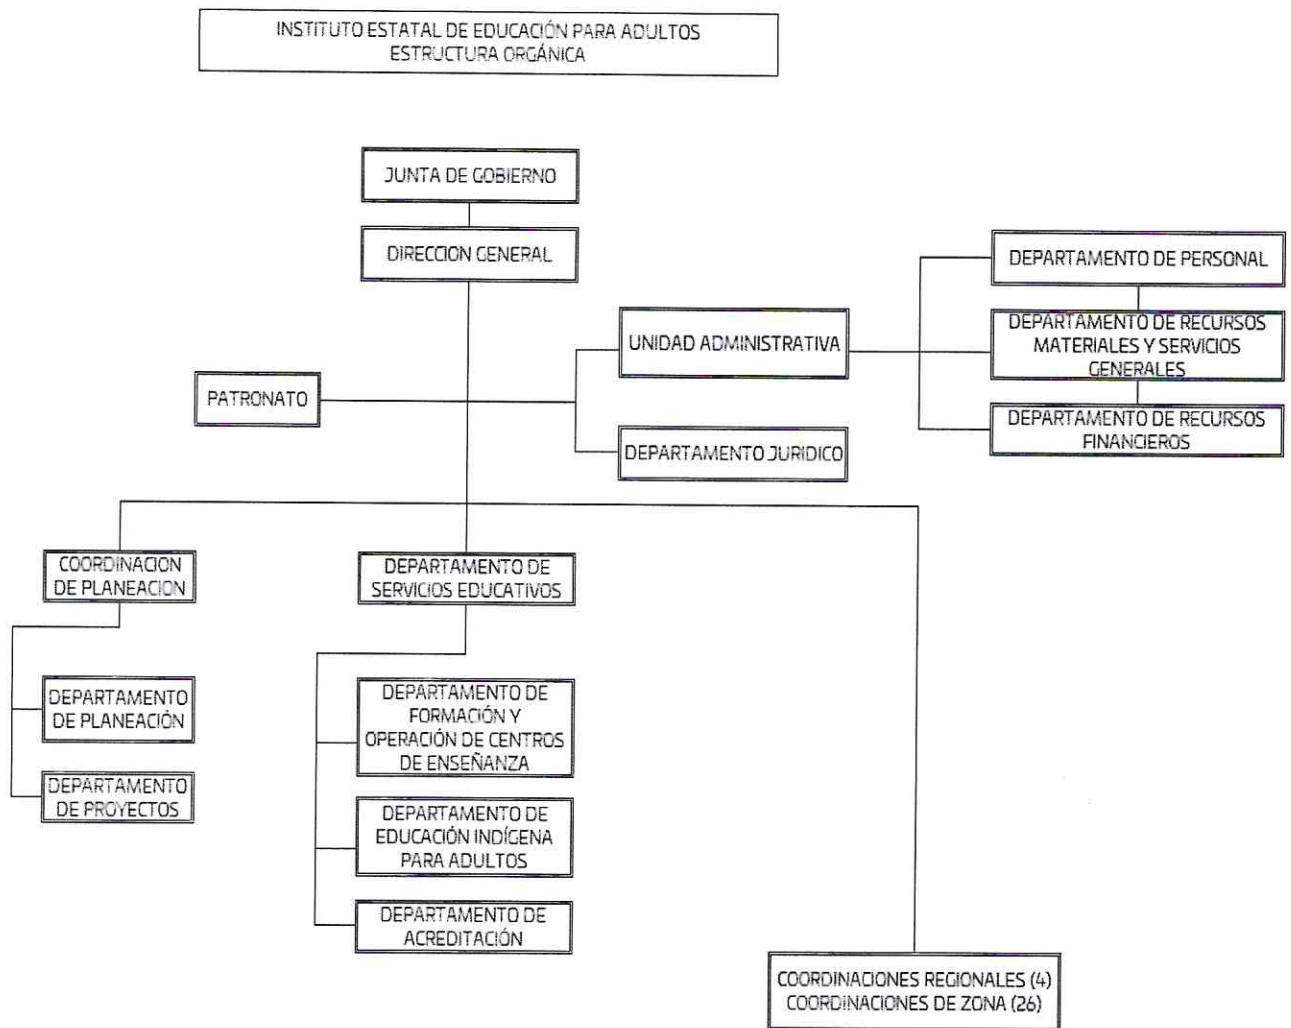 INSTITUTO ESTATAL DE EDUCACIÓN PARA ADULTOS
ESTRUCTURA ORGÁNICA
JUNTA DE GOBIERNO
DIRECCION GENERAL
DEPARTAMENTO DE PERSONAL
UNIDAD ADMINISTRATIVA
DEPARTAMENTO DE RECURSOS
MATERIALES Y SERVICIOS
GENERALES
PATRONATO
DEPARTAMENTO JURIDICO
DEPARTAMENTO DE RECURSOS
FINANCIEROS
COORDINACION
DE PLANEACION
DEPARTAMENTO DE
SERVICIOS EDUCATIVOS
DEPARTAMENTO
DE PLANEACIÓN
DEPARTAMENTO
DE PROYECTOS
DEPARTAMENTO DE
FORMACIÓN Y
OPERACIÓN DE CENTROS
DE ENSEÑANZA
DEPARTAMENTO DE
EDUCACIÓN INDÍGENA
PARA ADULTOS
DEPARTAMENTO DE
ACREDITACIÓN
COORDINACIONES REGIONALES (4)
COORDINACIONES DE ZONA (26)